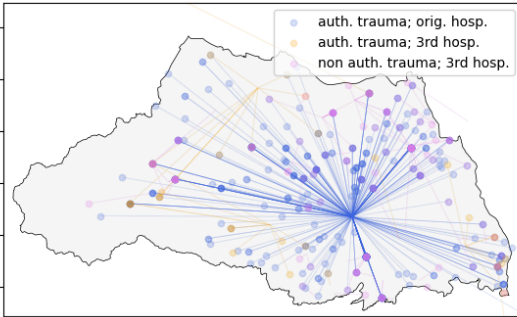 auth. trauma; orig. hosp.
auth. trauma; 3rd hosp.
non auth. trauma; 3rd hosp.